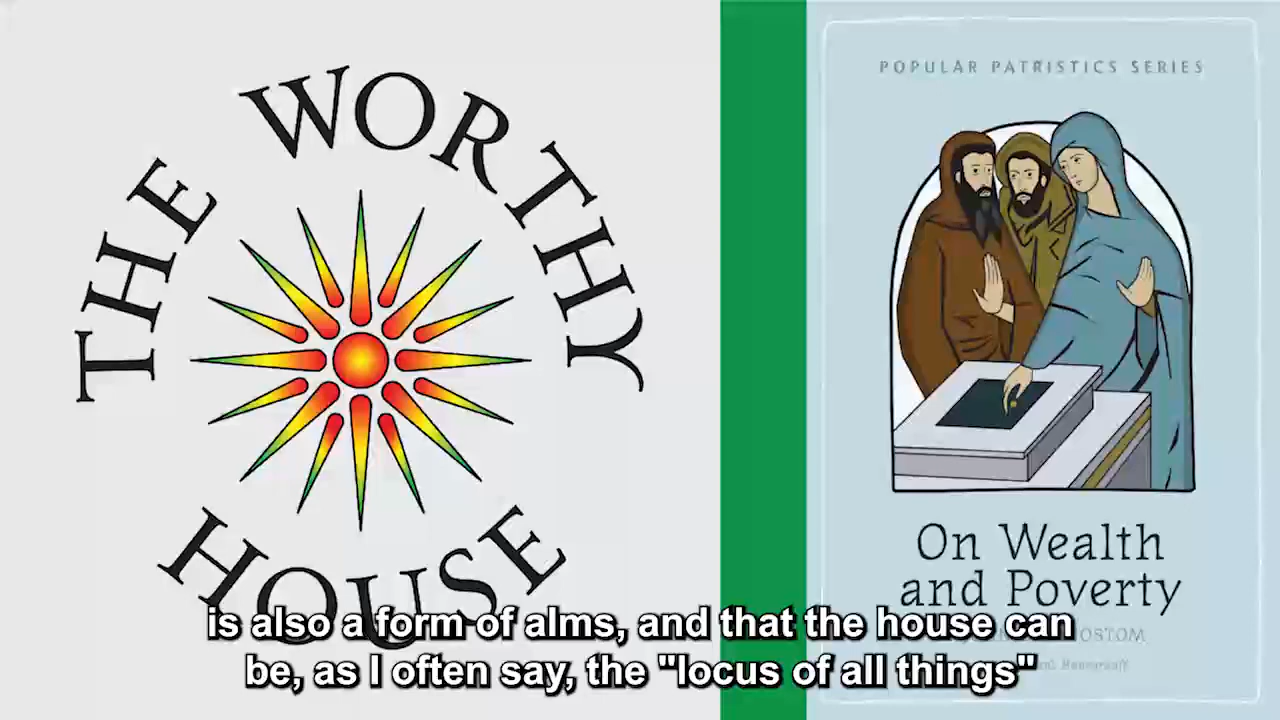 THE WORTHY
HOUSE
POPULAR PATRISTICS SERIES
On Wealth
and Poverty
is also a form of alms, and that the house can
be, as I often say, the "locus of all things"